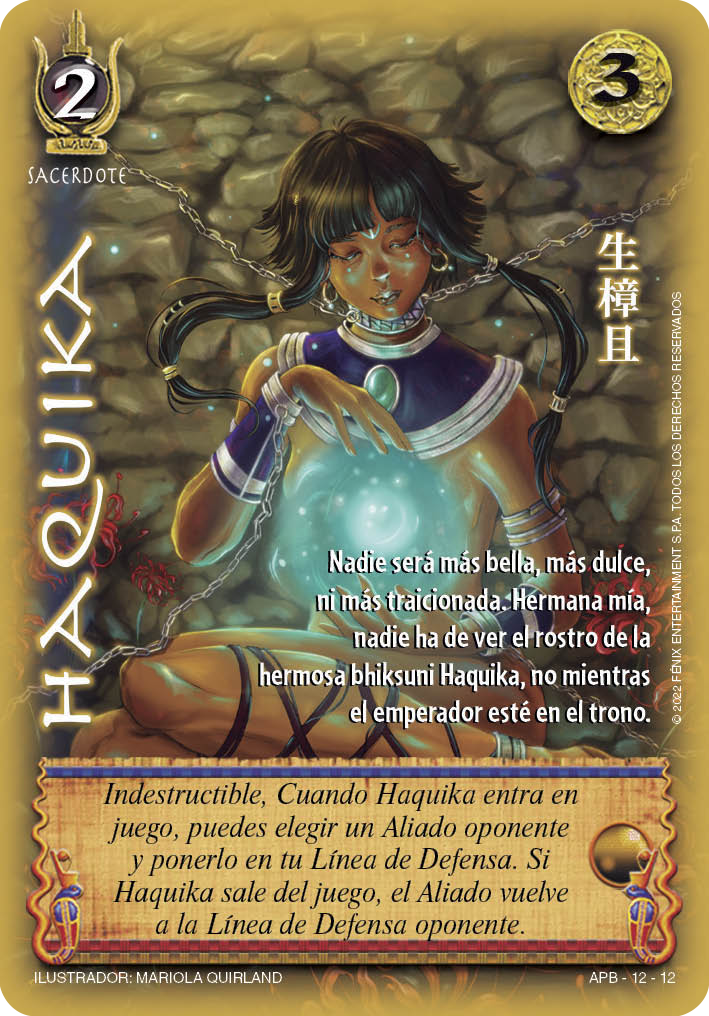 2
3
SACERDOTE
HAQUIKA
生樟且
Nadie será más bella, más dulce,
ni más traicionada. Hermana mía,
nadie ha de ver el rostro de la
hermosa bhiksuni Haquika, no mientras
el emperador esté en el trono.
© 2022 FÉNIX ENTERTAINMENT S.PA. TODOS LOS DERECHOS RESERVADOS
Indestructible, Cuando Haquika entra en
juego, puedes elegir un Aliado oponente
y ponerlo en tu Línea de Defensa. Si
Haquika sale del juego, el Aliado vuelve
a la Línea de Defensa oponente.
ILUSTRADOR: MARIOLA QUIRLAND
APB - 12 - 12